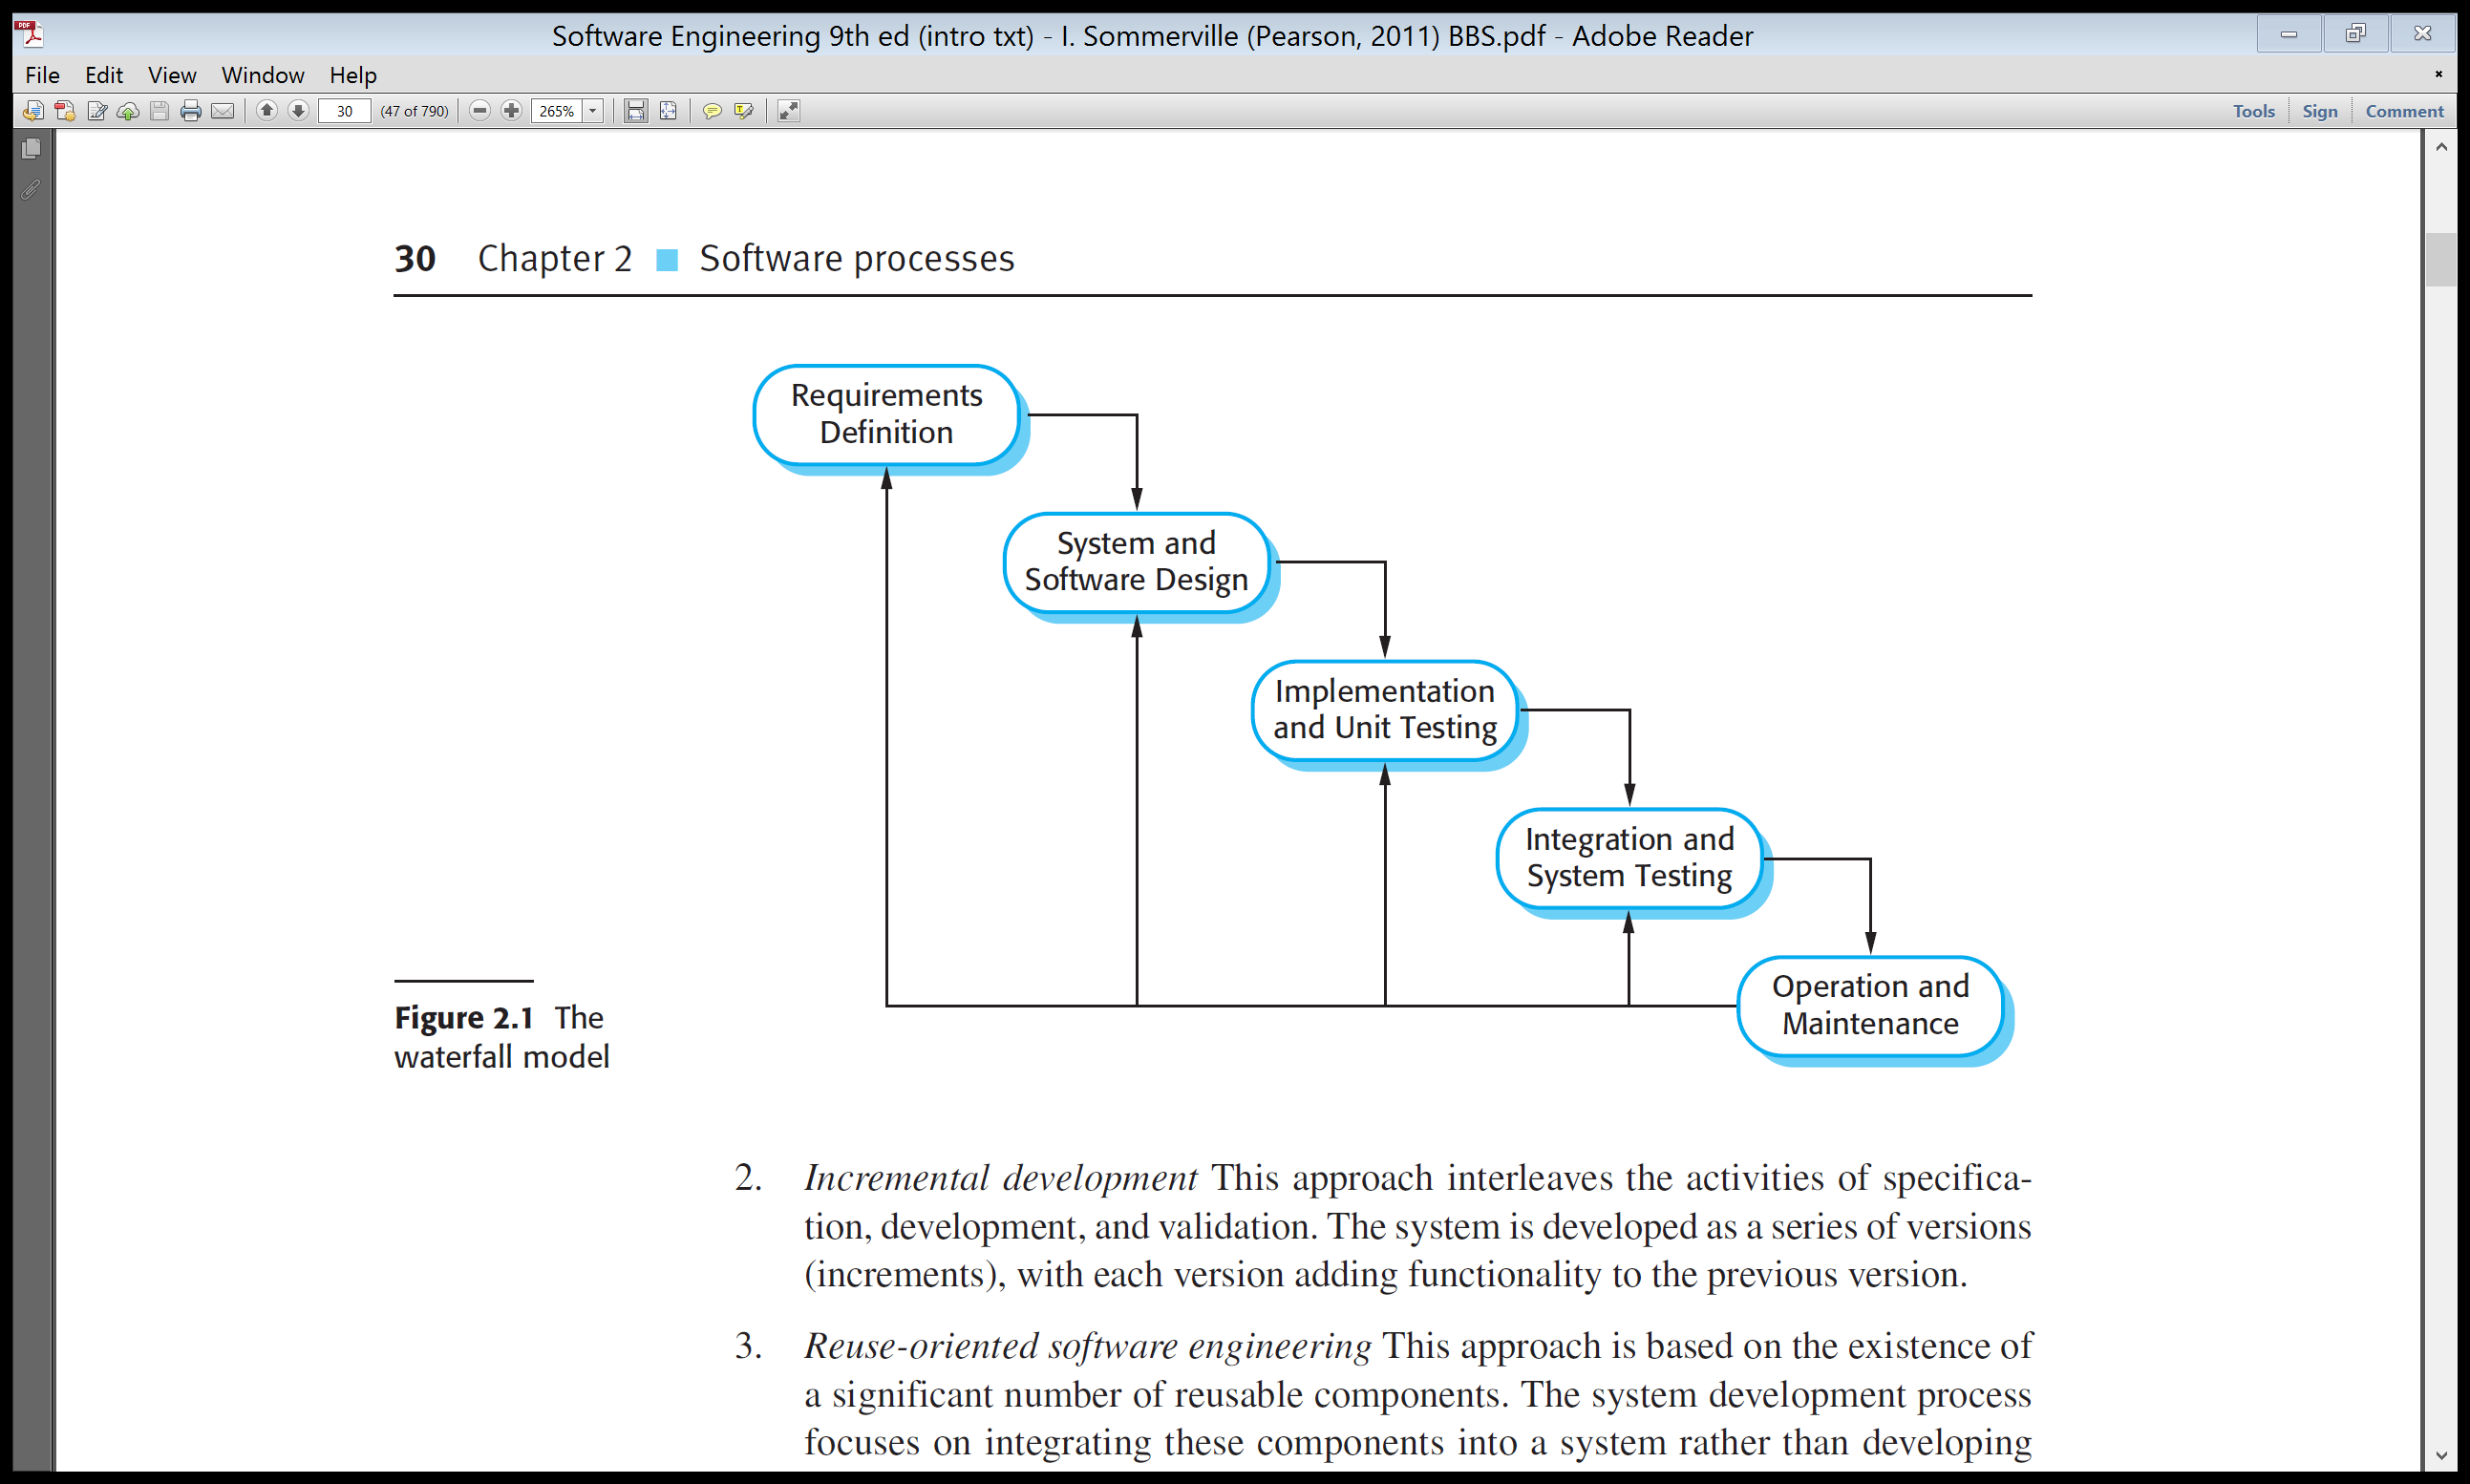 Software Engineering 9th ed (intro txt) - I. Sommerville (Pearson, 2011) BBS.pdf - Adobe Reader
File Edit View Window Help
30 (47 of 790) 265% Tools Sign Comment
30 Chapter 2 ■ Software processes
Requirements
Definition
System and
Software Design
Implementation
and Unit Testing
Integration and
System Testing
Operation and
Maintenance
Figure 2.1 The
waterfall model
2. Incremental development This approach interleaves the activities of specifica-
tion, development, and validation. The system is developed as a series of versions
(increments), with each version adding functionality to the previous version.
3. Reuse-oriented software engineering This approach is based on the existence of
a significant number of reusable components. The system development process
focuses on integrating these components into a system rather than developing